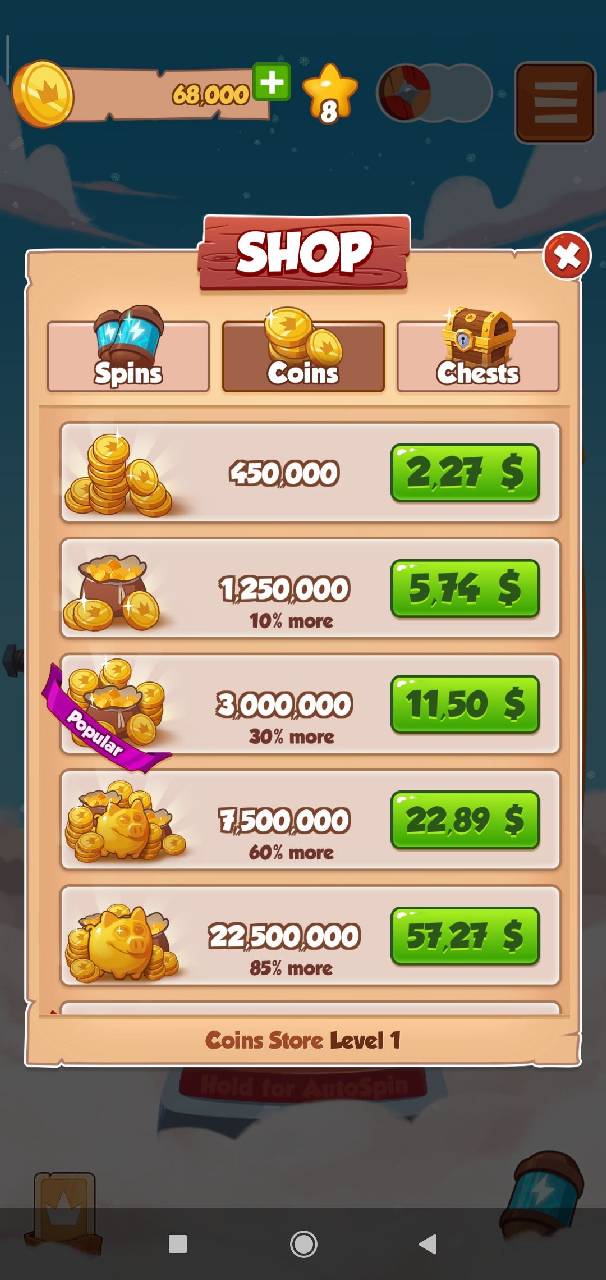 68,000
8
SHOP
Spins
Coins
Chests
450,000
2,27 $
1,250,000
10% more
5,74 $
Popular
3,000,000
30% more
11,50 $
7,500,000
60% more
22,89 $
22,500,000
85% more
57,27 $
Coins Store Level 1
Hold for AutoSpin